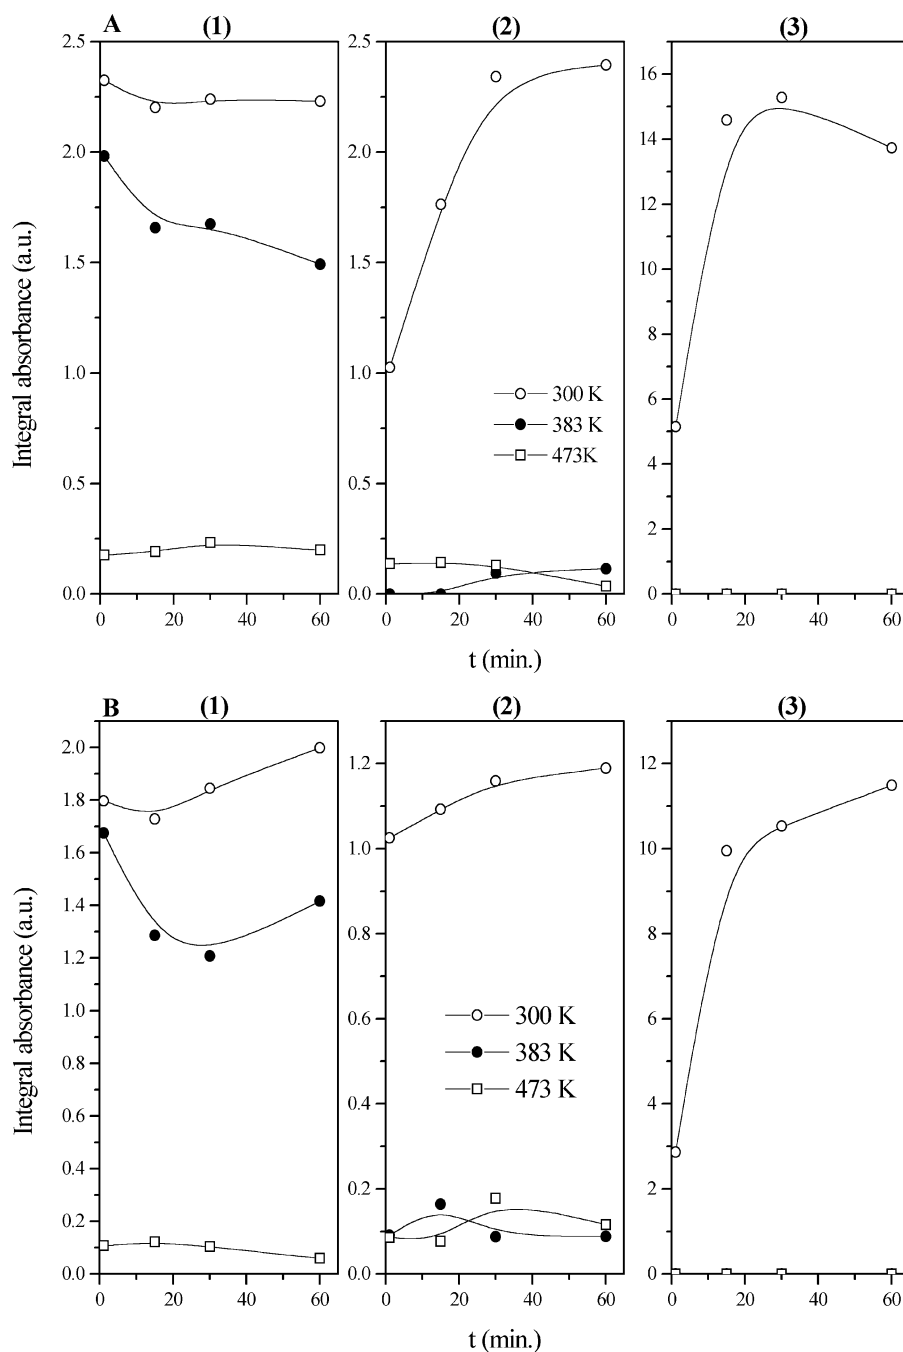 A (1) (2) (3)
2.5 2.5
16
2.0 2.0 14
12
1.5 1.5
10
8
1.0 1.0
300 K
6
383 K
473K
0.5 0.5 4
2
0.0 0.0 0
0 20 40 60 0 20 40 60 0 20 40 60
Integral absorbance (a.u.)
t (min.)
B (1) (2) (3)
2.0 1.2 12
1.8
1.0 10
1.6
1.4
0.8 8
1.2
1.0
0.6 300 K 6
0.8 383 K
473 K
0.6 0.4 4
0.4
0.2 2
0.2
0.0 0.0 0
0 20 40 60 0 20 40 60 0 20 40 60
Integral absorbance (a.u.)
t (min.)